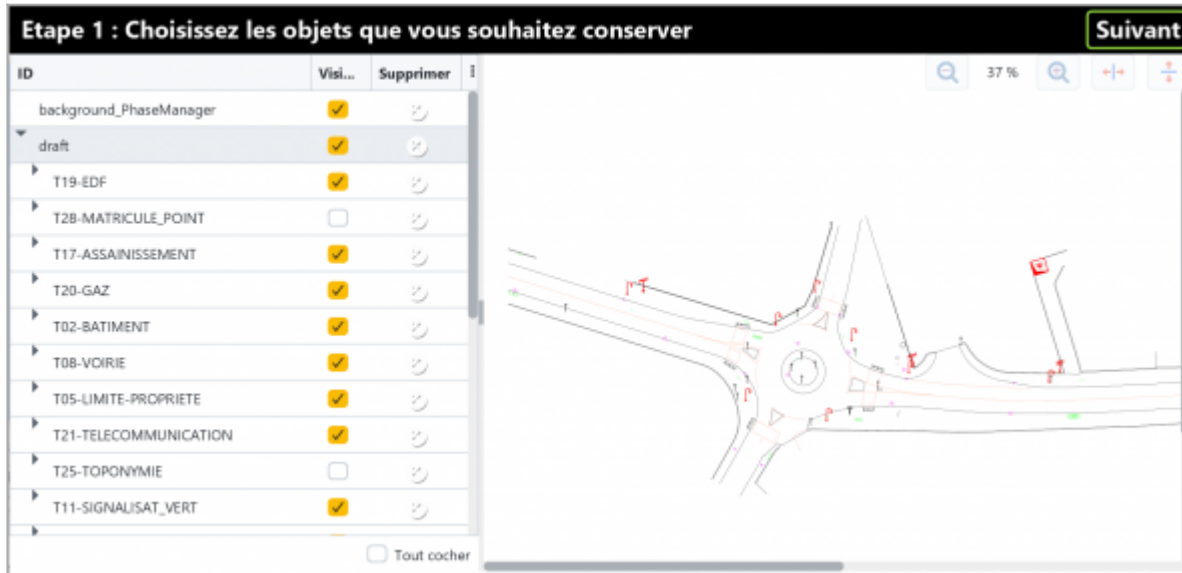 Etape 1 : Choisissez les objets que vous souhaitez conserver
Suivant
ID Visi... Supprimer
37 %
background_PhaseManager
draft
T19-EDF
T28-MATRICULE_POINT
T17-ASSAINISSEMENT
T20-GAZ
T02-BATIMENT
T08-VOIRIE
T05-LIMITE-PROPRIETE
T21-TELECOMMUNICATION
T25-TOPONYMIE
T11-SIGNALISAT_VERT
Tout cocher